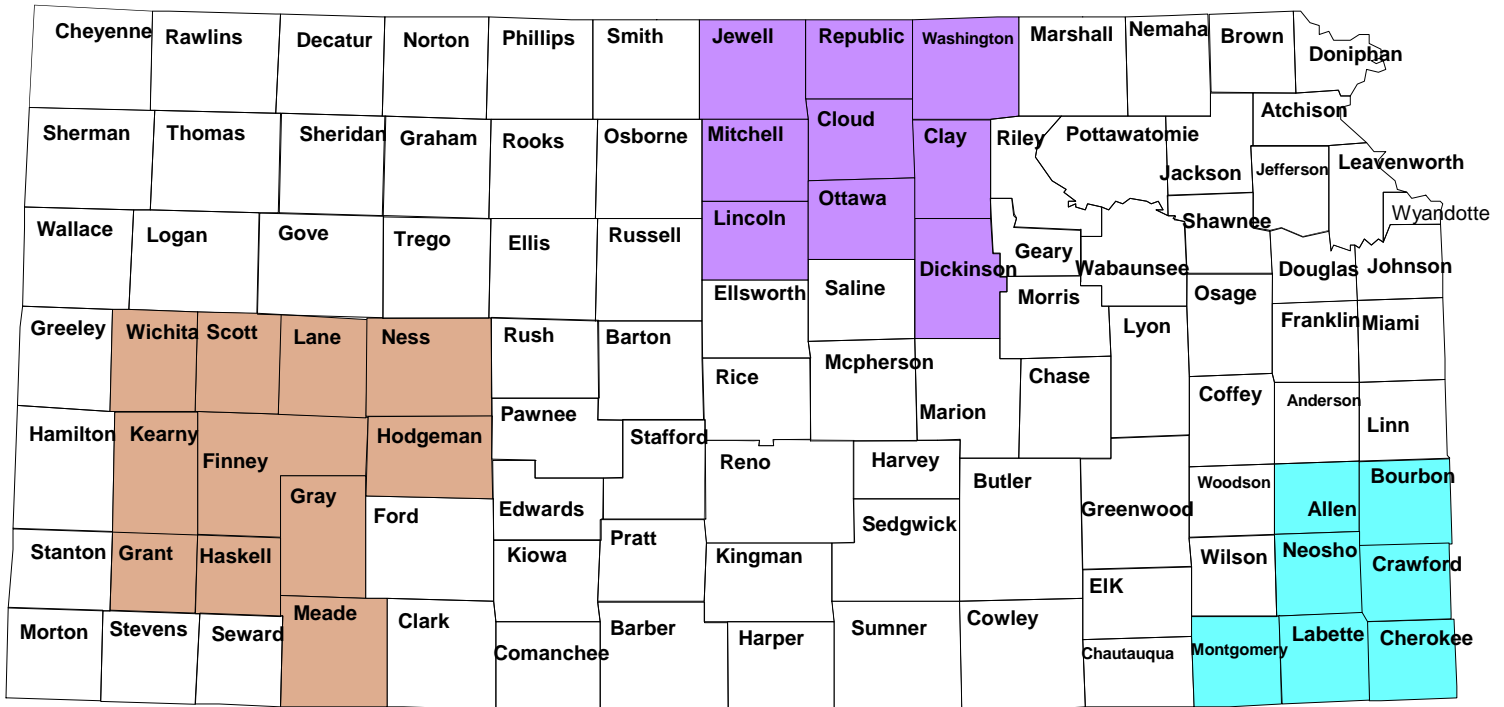 Cheyenne
Rawlins
Decatur
Norton
Phillips
Smith
Jewell
Republic
Washington
Marshall
Nemaha
Brown
Doniphan
Sherman
Thomas
Sheridan
Graham
Rooks
Osborne
Mitchell
Cloud
Clay
Riley
Pottawatomie
Jackson
Atchison
Jefferson
Leavenworth
Wyandotte
Wallace
Logan
Gove
Trego
Ellis
Russell
Lincoln
Ottawa
Dickinson
Geary
Wabaunsee
Shawnee
Douglas
Johnson
Ellsworth
Saline
Morris
Osage
Greeley
Wichita
Scott
Lane
Ness
Rush
Barton
Rice
Mcpherson
Marion
Chase
Lyon
Franklin
Miami
Coffey
Anderson
Linn
Hamilton
Kearny
Finney
Hodgeman
Pawnee
Stafford
Reno
Harvey
Butler
Greenwood
Woodson
Allen
Bourbon
Gray
Ford
Edwards
Sedgwick
Stanton
Grant
Haskell
Kiowa
Pratt
Kingman
Elk
Wilson
Neosho
Crawford
Morton
Stevens
Seward
Meade
Clark
Comanchee
Barber
Harper
Sumner
Cowley
Chautauqua
Montgomery
Labette
Cherokee